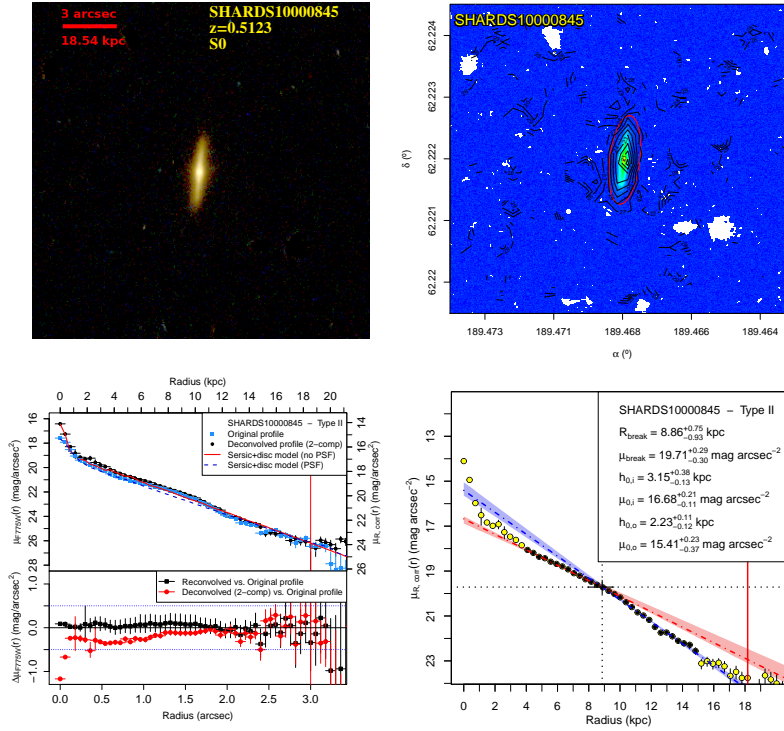 3 arcsec
18.54 kpc
SHARDS10000845
z=0.5123
S0
SHARDS10000845
62.224
62.223
62.222
62.221
62.22
δ (º)
189.473 189.471 189.468 189.466 189.464
α (º)
Radius (kpc)
0 2 4 6 8 10 12 14 16 18 20
SHARDS10000845 − Type II
Original profile
Deconvolved profile (2−comp)
Sersic+disc model (no PSF)
Sersic+disc model (PSF)
16 18 20 22 24 26 28
μF775W(r) (mag/arcsec²)
14 16 18 20 22 24 26
μR, corr(r) (mag/arcsec²)
Reconvolved vs. Original profile
Deconvolved (2−comp) vs. Original profile
1.0 0.0 −1.0
ΔμF775W(r) (mag/arcsec²)
0.0 0.5 1.0 1.5 2.0 2.5 3.0
Radius (arcsec)
SHARDS10000845 − Type II
Rbreak = 8.86 +0.75 −0.93 kpc
μbreak = 19.71 +0.29 −0.30 mag arcsec−2
h0,i = 3.15 +0.38 −0.13 kpc
μ0,i = 16.68 +0.21 −0.11 mag arcsec−2
h0,o = 2.23 +0.11 −0.12 kpc
μ0,o = 15.41 +0.23 −0.37 mag arcsec−2
13
15
17
19
20
22
23
μR, corr(r) (mag arcsec−2)
0 2 4 6 8 10 12 14 16 18
Radius (kpc)